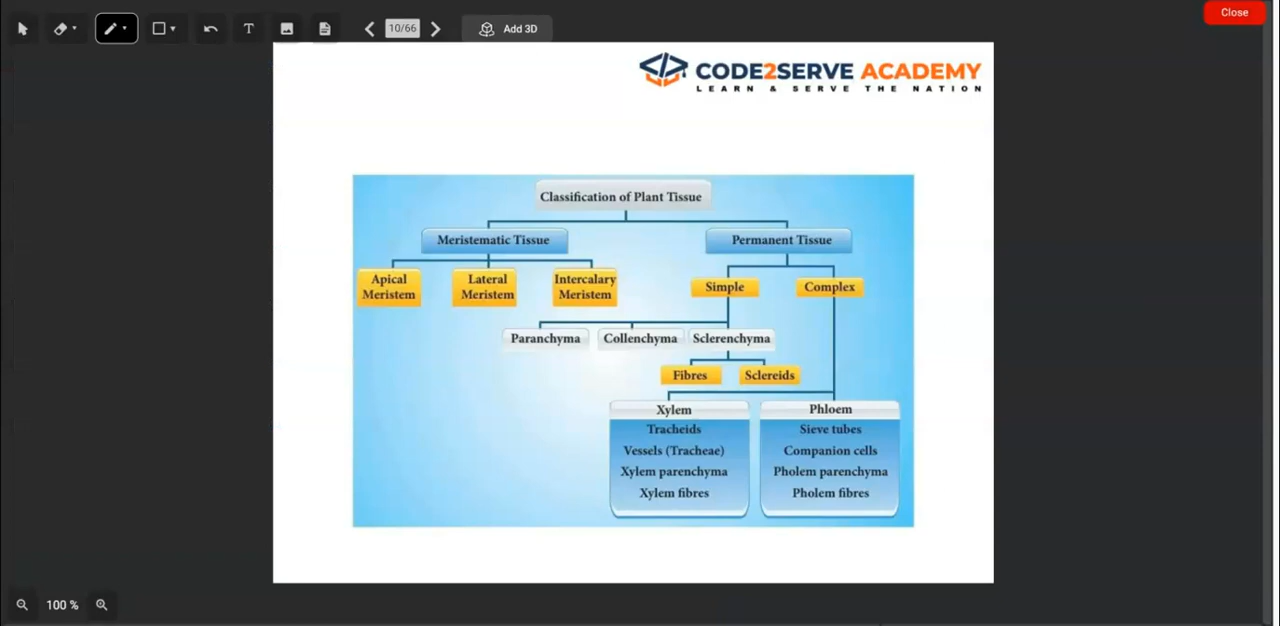 Close
T
10/66
Add 3D
CODE2SERVE ACADEMY
LEARN & SERVE THE NATION
Classification of Plant Tissue
Meristematic Tissue
Permanent Tissue
Apical
Meristem
Lateral
Meristem
Intercalary
Meristem
Simple
Complex
Paranchyma
Collenchyma
Sclerenchyma
Fibres
Sclereids
Xylem
Tracheids
Vessels (Tracheae)
Xylem parenchyma
Xylem fibres
Phloem
Sieve tubes
Companion cells
Pholem parenchyma
Pholem fibres
100 %